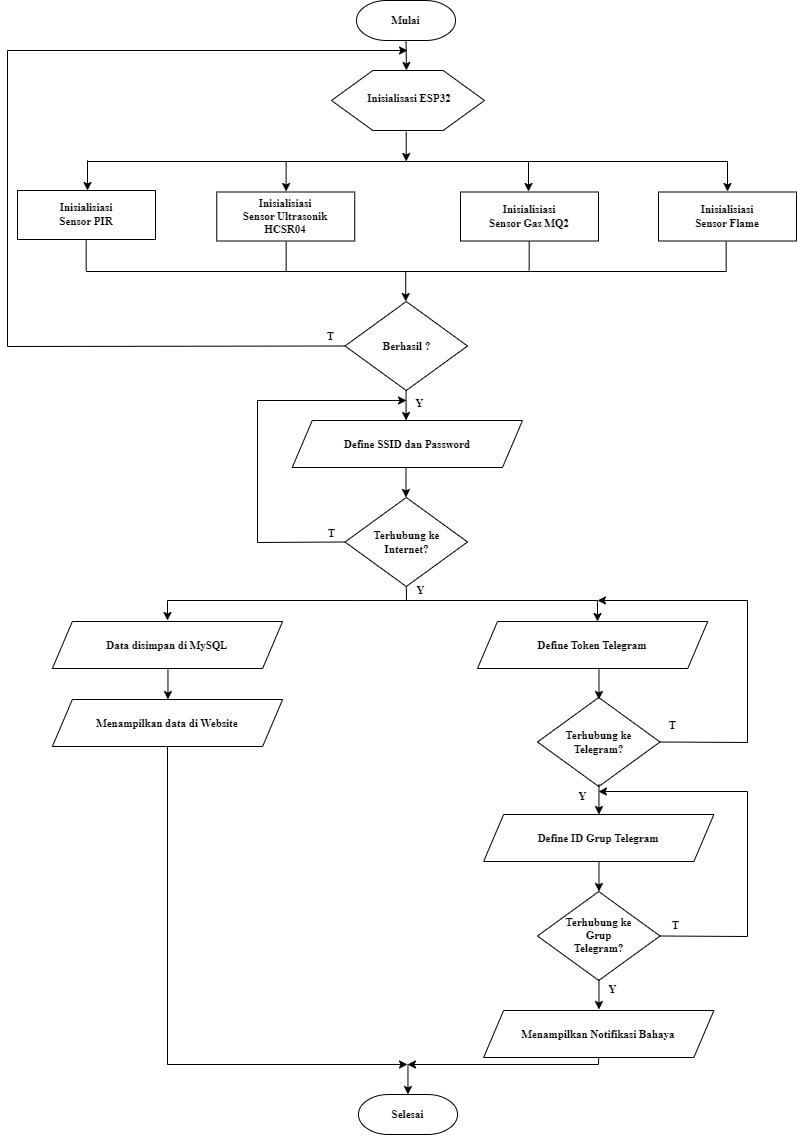 Mulai
Inisialisasi ESP32
Inisialisiasi
Sensor PIR
Inisialisiasi
Sensor Ultrasonik
HCSR04
Inisialisiasi
Sensor Gas MQ2
Inisialisiasi
Sensor Flame
T
Berhasil ?
Y
Define SSID dan Password
T
Terhubung ke
Internet?
Y
Data disimpan di MySQL
Menampilkan data di Website
Define Token Telegram
T
Terhubung ke
Telegram?
Y
Define ID Grup Telegram
Terhubung ke
Grup
Telegram?
T
Y
Menampilkan Notifikasi Bahaya
Selesai